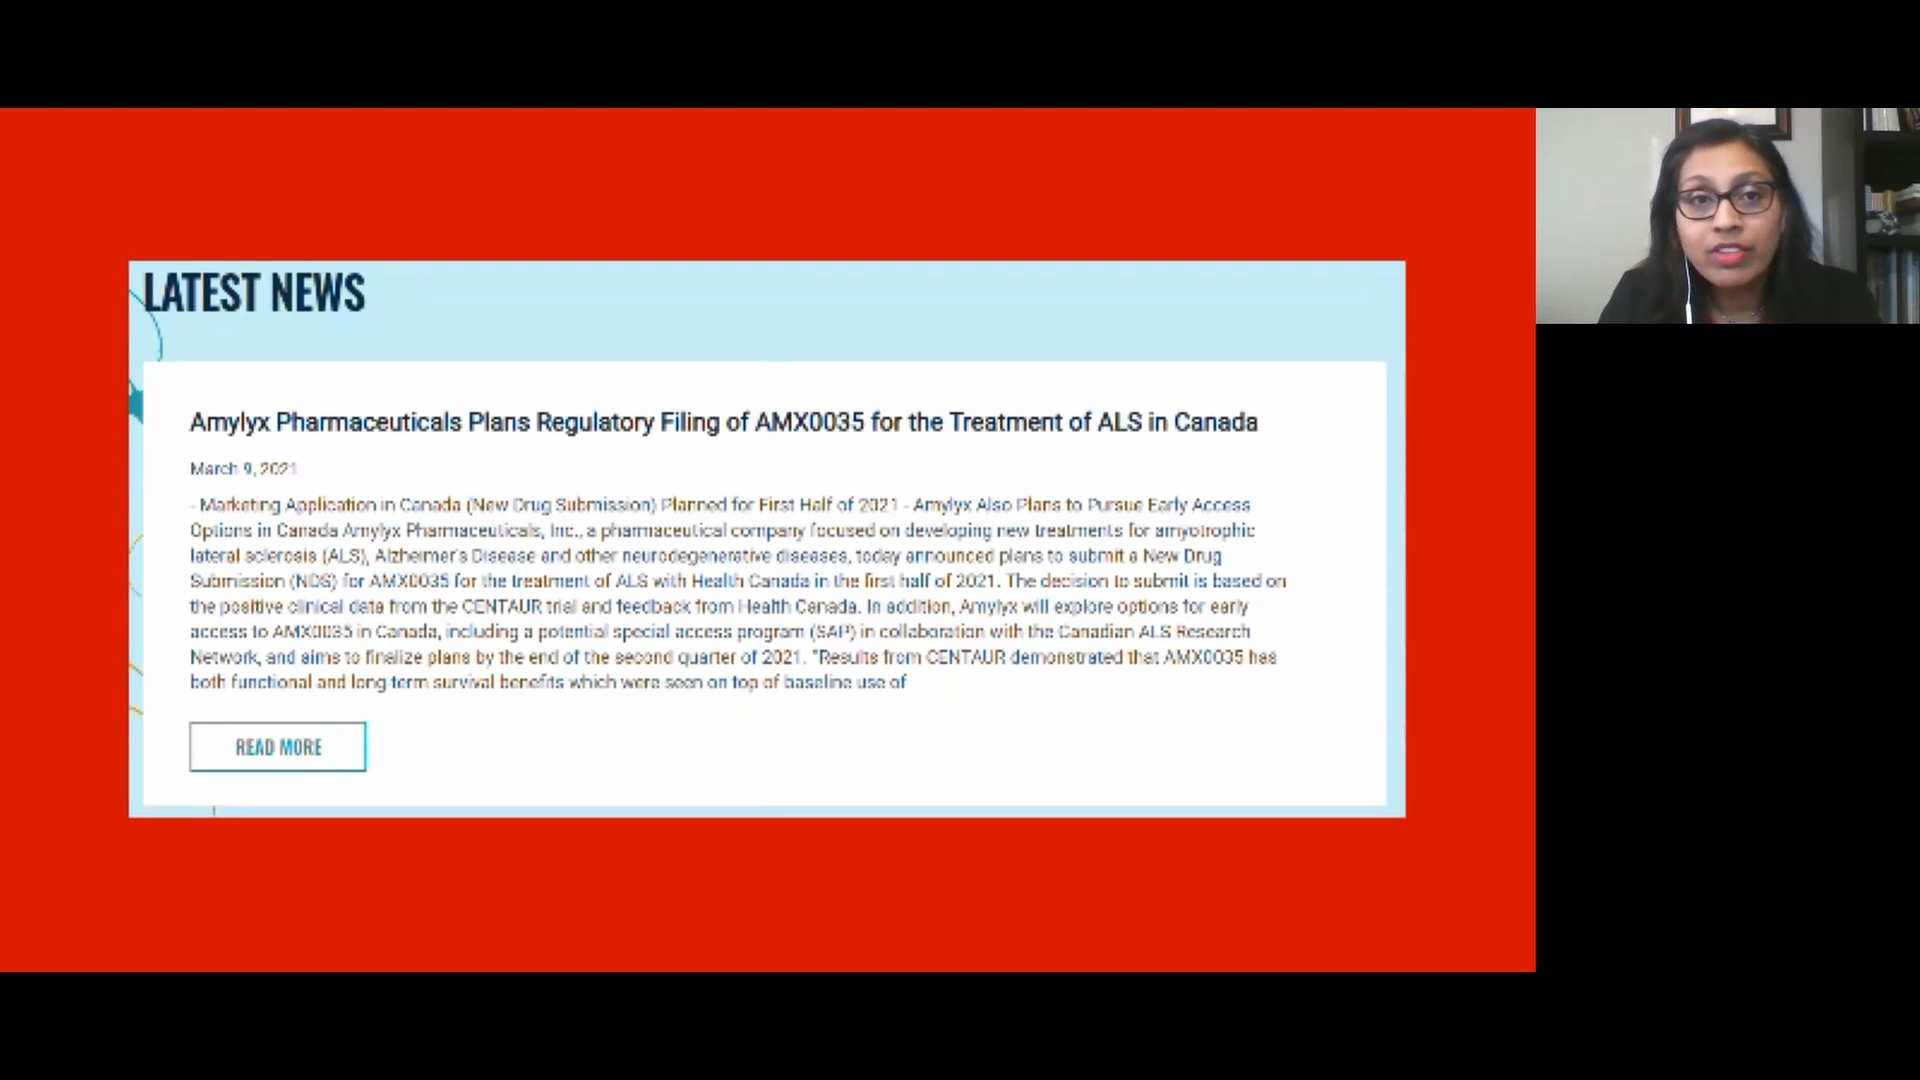 LATEST NEWS
Amylyx Pharmaceuticals Plans Regulatory Filing of AMX0035 for the Treatment of ALS in Canada
March 9, 2021
- Marketing Application in Canada (New Drug Submission) Planned for First Half of 2021 - Amylyx Also Plans to Pursue Early Access
Options in Canada Amylyx Pharmaceuticals, Inc., a pharmaceutical company focused on developing new treatments for amyotrophic
lateral sclerosis (ALS), Alzheimer's Disease and other neurodegenerative diseases, today announced plans to submit a New Drug
Submission (NDS) for AMX0035 for the treatment of ALS with Health Canada in the first half of 2021. The decision to submit is based on
the positive clinical data from the CENTAUR trial and feedback from Health Canada. In addition, Amylyx will explore options for early
access to AMX0035 in Canada, including a potential special access program (SAP) in collaboration with the Canadian ALS Research
Network, and aims to finalize plans by the end of the second quarter of 2021. "Results from CENTAUR demonstrated that AMX0035 has
both functional and long-term survival benefits which were seen on top of baseline use of
READ MORE